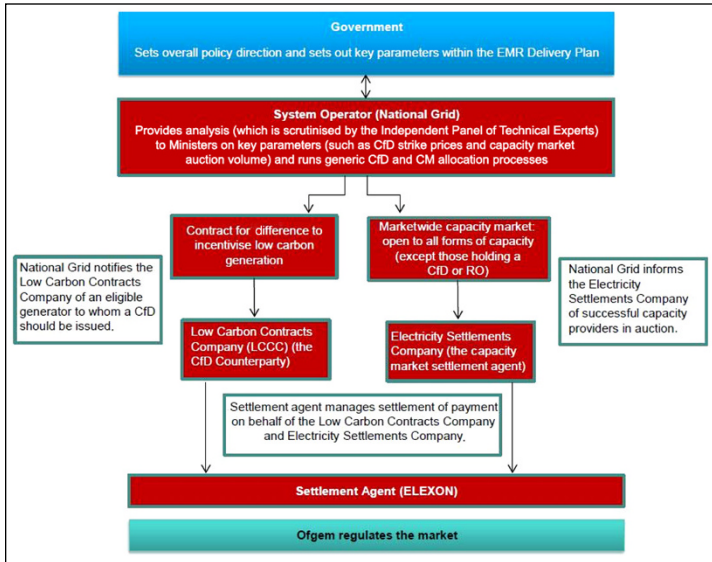 Government
Sets overall policy direction and sets out key parameters within the EMR Delivery Plan
System Operator (National Grid)
Provides analysis (which is scrutinised by the Independent Panel of Technical Experts)
to Ministers on key parameters (such as CfD strike prices and capacity market
auction volume) and runs generic CfD and CM allocation processes
Contract for difference to
incentivise low carbon
generation
Marketwide capacity market:
open to all forms of capacity
(except those holding a
CfD or RO)
National Grid notifies the
Low Carbon Contracts
Company of an eligible
generator to whom a CfD
should be issued.
National Grid informs
the Electricity
Settlements Company
of successful capacity
providers in auction.
Low Carbon Contracts
Company (LCCC) (the
CfD Counterparty)
Electricity Settlements
Company (the capacity
market settlement agent)
Settlement agent manages settlement of payment
on behalf of the Low Carbon Contracts Company
and Electricity Settlements Company.
Settlement Agent (ELEXON)
Ofgem regulates the market